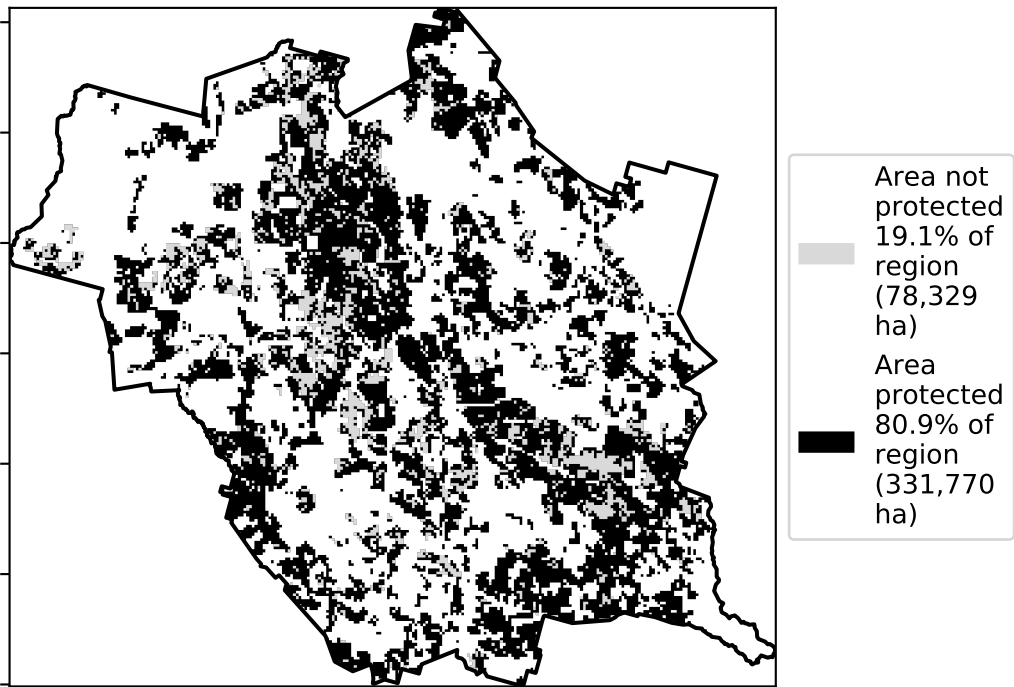 Area not
protected
19.1% of
region
(78,329
ha)
Area
protected
80.9% of
region
(331,770
ha)